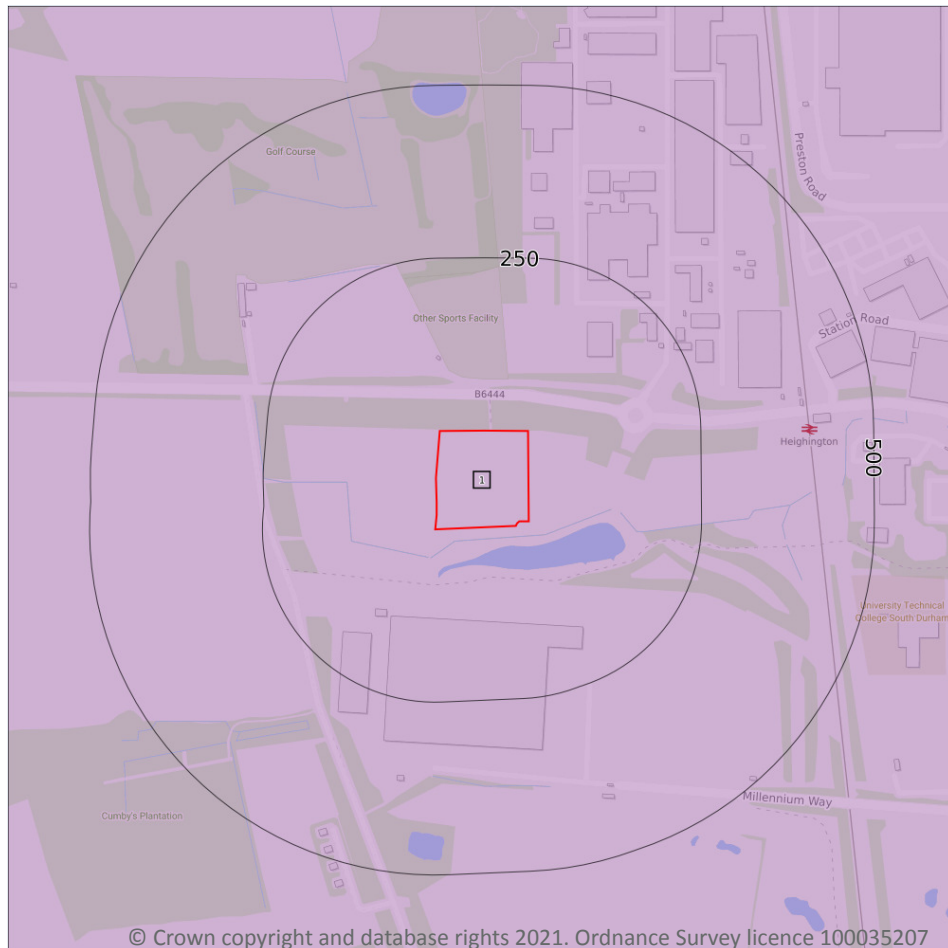 Preston Road
Golf Course
250
Station Road
Other Sports Facility
B6444
Heighington
500
1
University Technical
College South Durham
Millennium Way
Cumby's Plantation
© Crown copyright and database rights 2021. Ordnance Survey licence 100035207